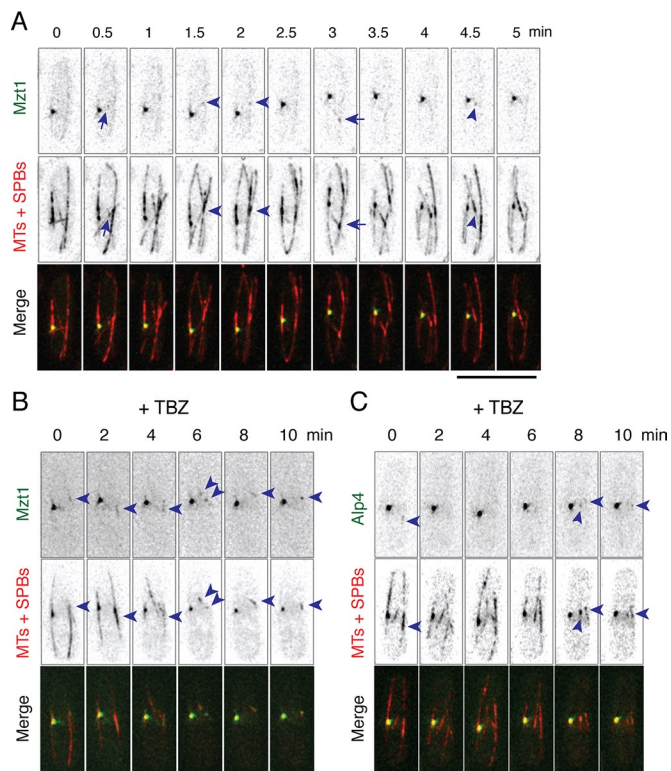 A
0 0.5 1 1.5 2 2.5 3 3.5 4 4.5 5 min
Mzt1
MTs + SPBs
Merge
B
+ TBZ
0 2 4 6 8 10 min
Mzt1
MTs + SPBs
Merge
C
+ TBZ
0 2 4 6 8 10 min
Alp4
MTs + SPBs
Merge